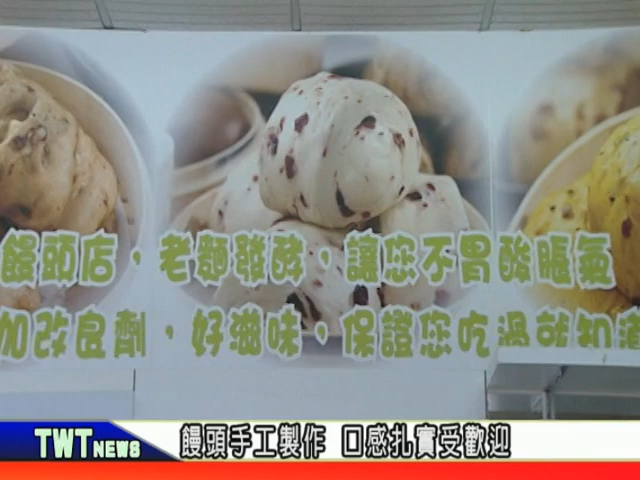 饅頭店，老麵發酵，讓您不胃酸脹氣
加改良劑，好滋味，保證您吃過就知
TWT NEWS
饅頭手工製作 口感扎實受歡迎